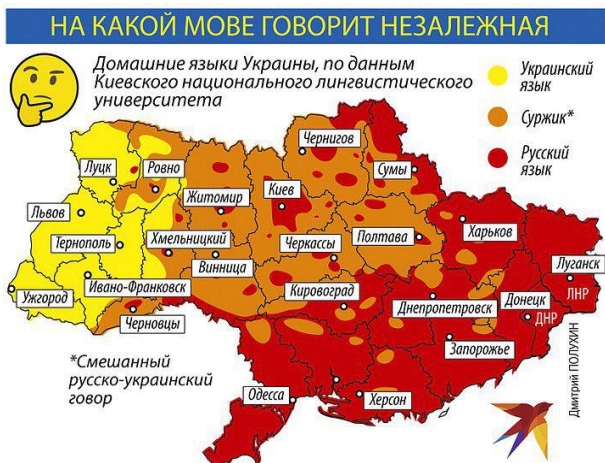 НА КАКОЙ МОВЕ ГОВОРИТ НЕЗАЛЕЖНАЯ
Домашние языки Украины, по данным
Киевского национального лингвистического
университета
Украинский
язык
Суржик*
Русский
язык
Чернигов
Луцк
Ровно
Сумы
Житомир
Киев
Львов
Харьков
Тернополь
Хмельницкий
Черкассы
Полтава
Луганск
ЛНР
Винница
Ивано-Франковск
Ужгород
Кировоград
Днепропетровск
Донецк
ДНР
Черновцы
Запорожье
*Смешанный
русско-украинский
говор
Одесса
Херсон
Дмитрий ПОЛУХИН